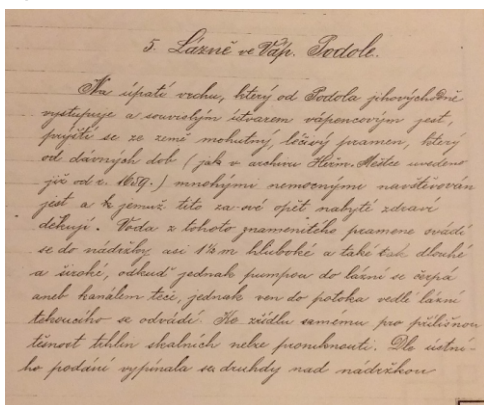 5. Lázně ve Váp. Podole.
Na úpatí vrchu, který od Podola jihovýchodně
vystupuje a souvislým útvarem vápencovým jest,
prýští se ze země mohutný, léčivý pramen, který
od dávných dob (jak v archivu Heřm. Městce uvedeno
již od r. 1659.) mnohými nemocnými navštěvován
jest a k jemuž tito za své opět nabyté zdraví
děkují. Voda z tohoto znamenitého pramene svádí
se do nádržky asi 1½ m hluboké a také tak dlouhé
a široké, odkudž jednak pumpou do lázní se čerpá
aneb kanálem teče, jednak ven do potoka vedlé lázní
tekoucího se odvádí. Ke zřídlu samému pro přílišnou
těsnost trhlin skalních nelze proniknouti. Dle ústní-
ho podání vypínala se druhdy nad nádržkou